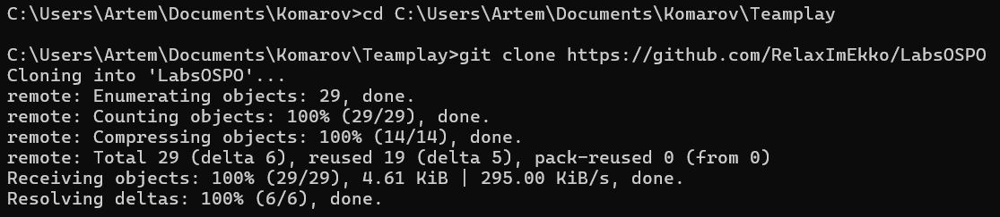 C:\Users\Artem\Documents\Komarov>cd C:\Users\Artem\Documents\Komarov\Teamplay
C:\Users\Artem\Documents\Komarov\Teamplay>git clone https://github.com/RelaxImEkko/LabsOSPO
Cloning into 'LabsOSPO'...
remote: Enumerating objects: 29, done.
remote: Counting objects: 100% (29/29), done.
remote: Compressing objects: 100% (14/14), done.
remote: Total 29 (delta 6), reused 19 (delta 5), pack-reused 0 (from 0)
Receiving objects: 100% (29/29), 4.61 KiB | 295.00 KiB/s, done.
Resolving deltas: 100% (6/6), done.